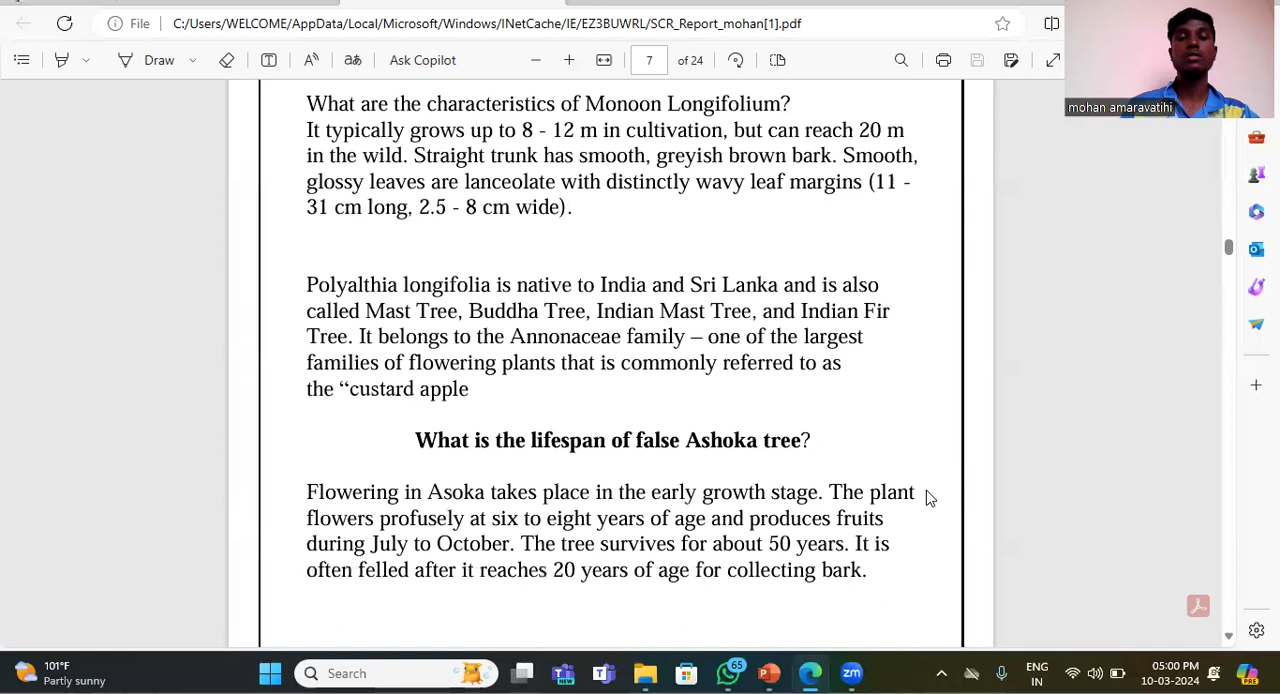 File
C:/Users/WELCOME/AppData/Local/Microsoft/Windows/INetCache/IE/EZ3BUWRL/SCR_Report_mohan[1].pdf
Draw
aあ
Ask Copilot
7
of 24
mohan amaravatihi
What are the characteristics of Monoon Longifolium?
It typically grows up to 8 - 12 m in cultivation, but can reach 20 m
in the wild. Straight trunk has smooth, greyish brown bark. Smooth,
glossy leaves are lanceolate with distinctly wavy leaf margins (11 -
31 cm long, 2.5 - 8 cm wide).
Polyalthia longifolia is native to India and Sri Lanka and is also
called Mast Tree, Buddha Tree, Indian Mast Tree, and Indian Fir
Tree. It belongs to the Annonaceae family – one of the largest
families of flowering plants that is commonly referred to as
the “custard apple
What is the lifespan of false Ashoka tree?
Flowering in Asoka takes place in the early growth stage. The plant
flowers profusely at six to eight years of age and produces fruits
during July to October. The tree survives for about 50 years. It is
often felled after it reaches 20 years of age for collecting bark.
101°F
Partly sunny
Search
NEW
65
zm
ENG
IN
05:00 PM
10-03-2024
PRE